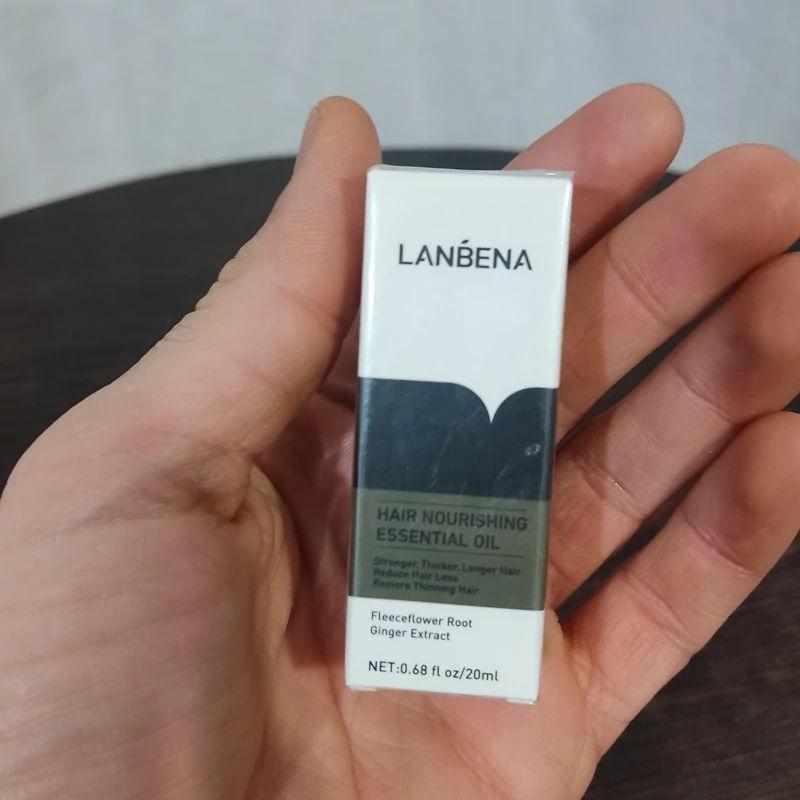 LANBENA
HAIR NOURISHING
ESSENTIAL OIL
Stronger, Thicker, Longer Hair
Reduce Hair Loss
Restore Thinning Hair
Fleeceflower Root
Ginger Extract
NET:0.68 fl oz/20ml